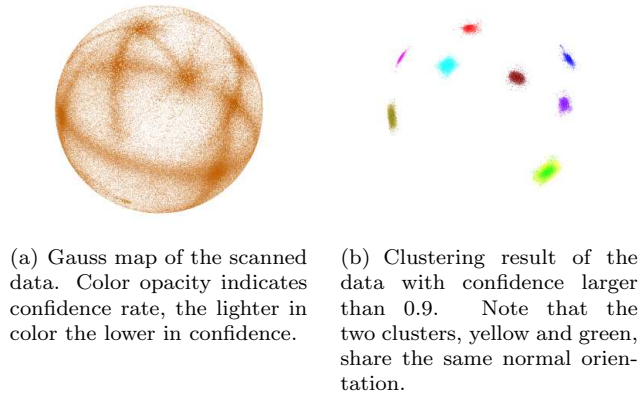 (a) Gauss map of the scanned
data. Color opacity indicates
confidence rate, the lighter in
color the lower in confidence.
(b) Clustering result of the
data with confidence larger
than 0.9. Note that the
two clusters, yellow and green,
share the same normal orien-
tation.